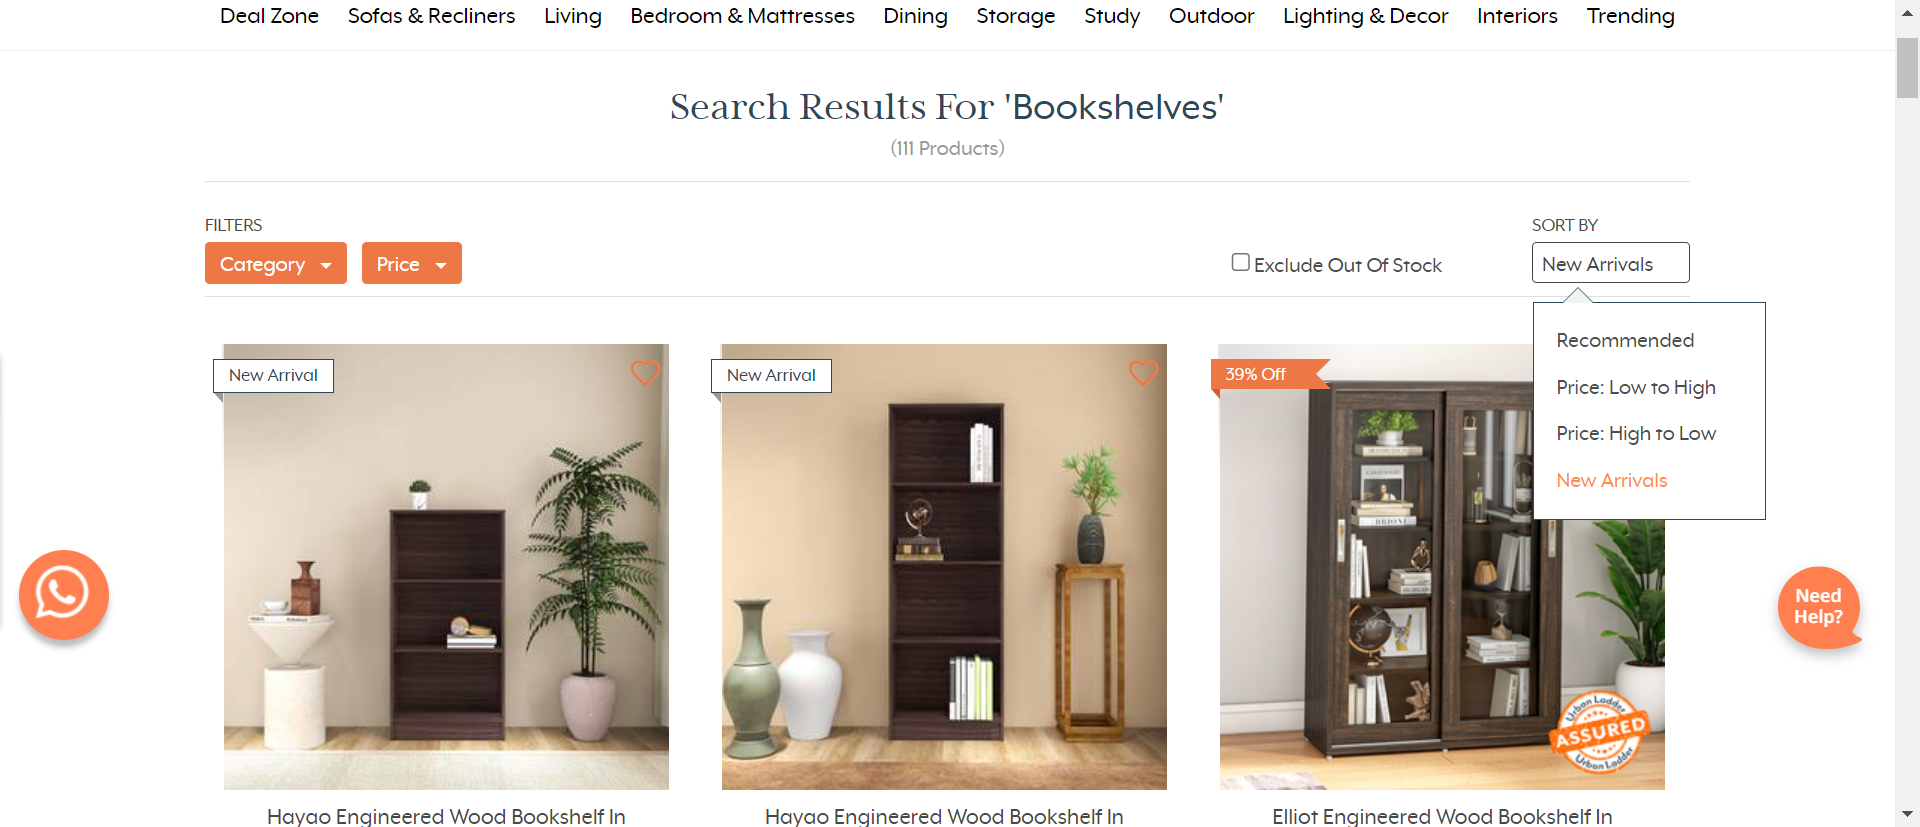 Deal Zone Sofas & Recliners Living Bedroom & Mattresses Dining Storage Study Outdoor Lighting & Decor Interiors Trending
Search Results For 'Bookshelves'
(111 Products)
FILTERS
SORT BY
Category Price
Exclude Out Of Stock
New Arrivals
Recommended
Price: Low to High
Price: High to Low
New Arrivals
New Arrival
New Arrival
39% Off
BRION
Need
Help?
Urban Ladder
ASSURED
Urban Ladder
Hayao Engineered Wood Bookshelf In
Hayao Engineered Wood Bookshelf In
Elliot Engineered Wood Bookshelf In